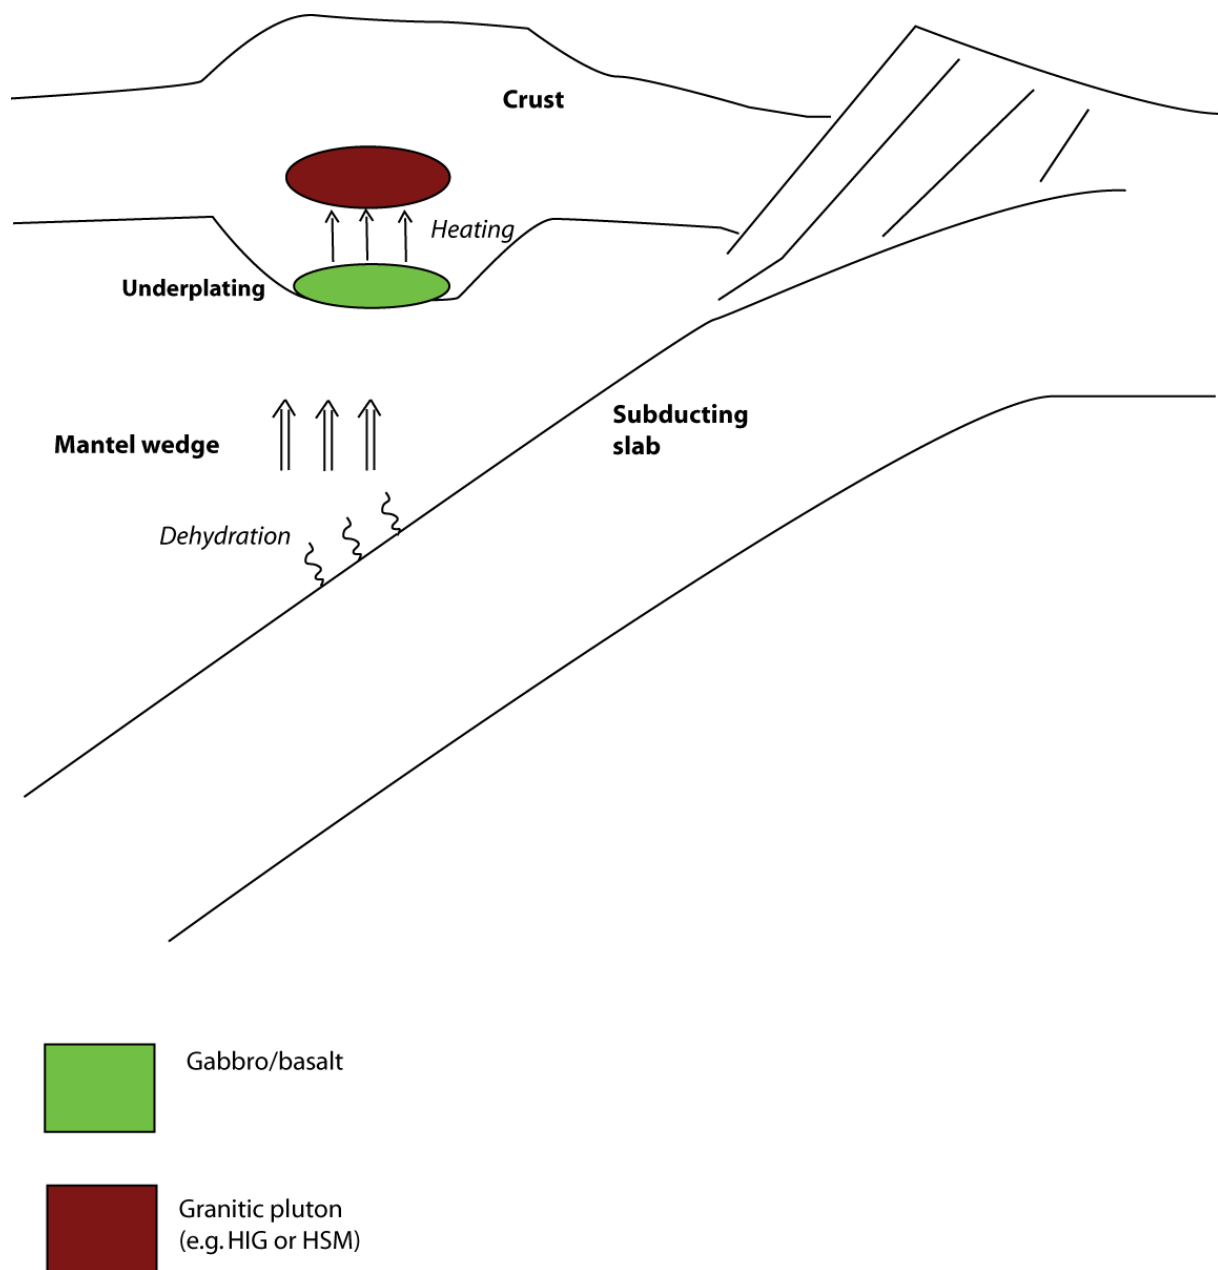 Crust
Heating
Underplating
Subducting
slab
Mantel wedge
Dehydration
Gabbro/basalt
Granitic pluton
(e.g. HIG or HSM)